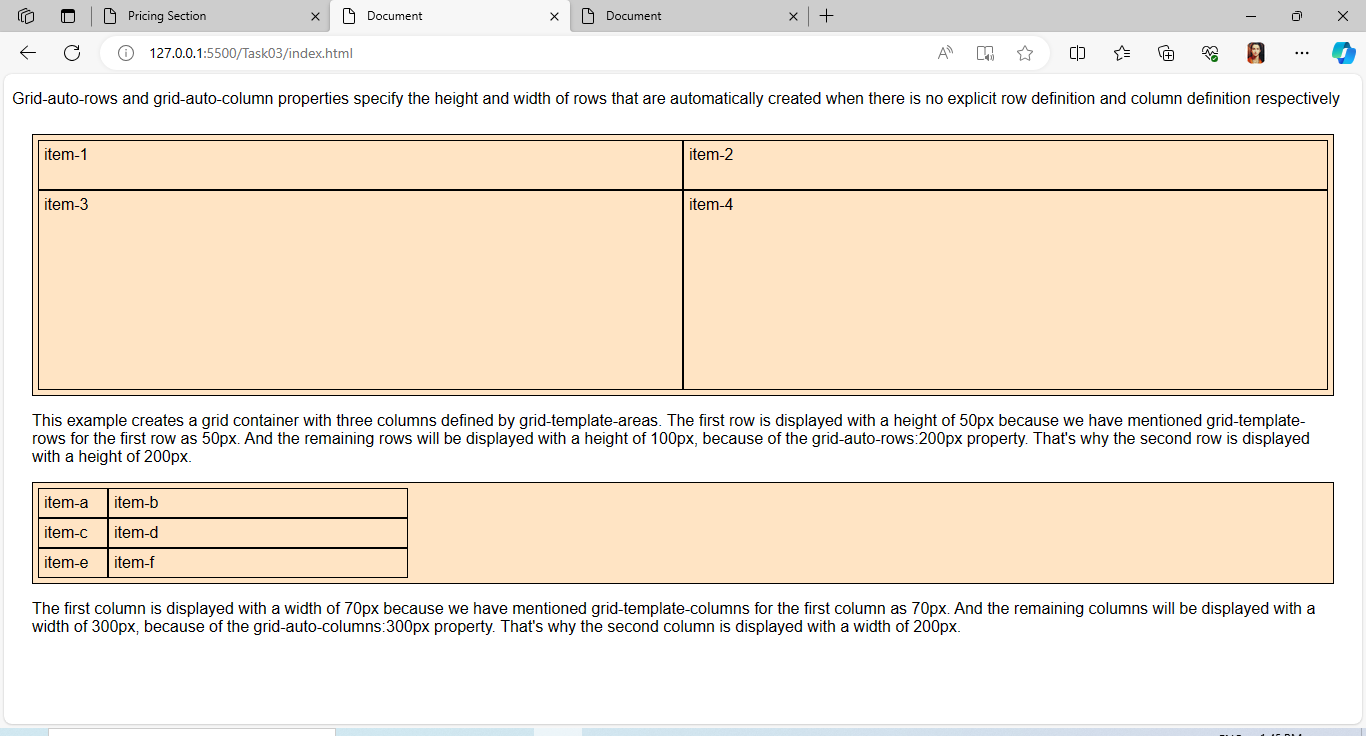 Pricing Section
Document
Document
127.0.0.1:5500/Task03/index.html
Grid-auto-rows and grid-auto-column properties specify the height and width of rows that are automatically created when there is no explicit row definition and column definition respectively
item-1
item-2
item-3
item-4
This example creates a grid container with three columns defined by grid-template-areas. The first row is displayed with a height of 50px because we have mentioned grid-template-
rows for the first row as 50px. And the remaining rows will be displayed with a height of 100px, because of the grid-auto-rows:200px property. That's why the second row is displayed
with a height of 200px.
item-a
item-b
item-c
item-d
item-e
item-f
The first column is displayed with a width of 70px because we have mentioned grid-template-columns for the first column as 70px. And the remaining columns will be displayed with a
width of 300px, because of the grid-auto-columns:300px property. That's why the second column is displayed with a width of 200px.